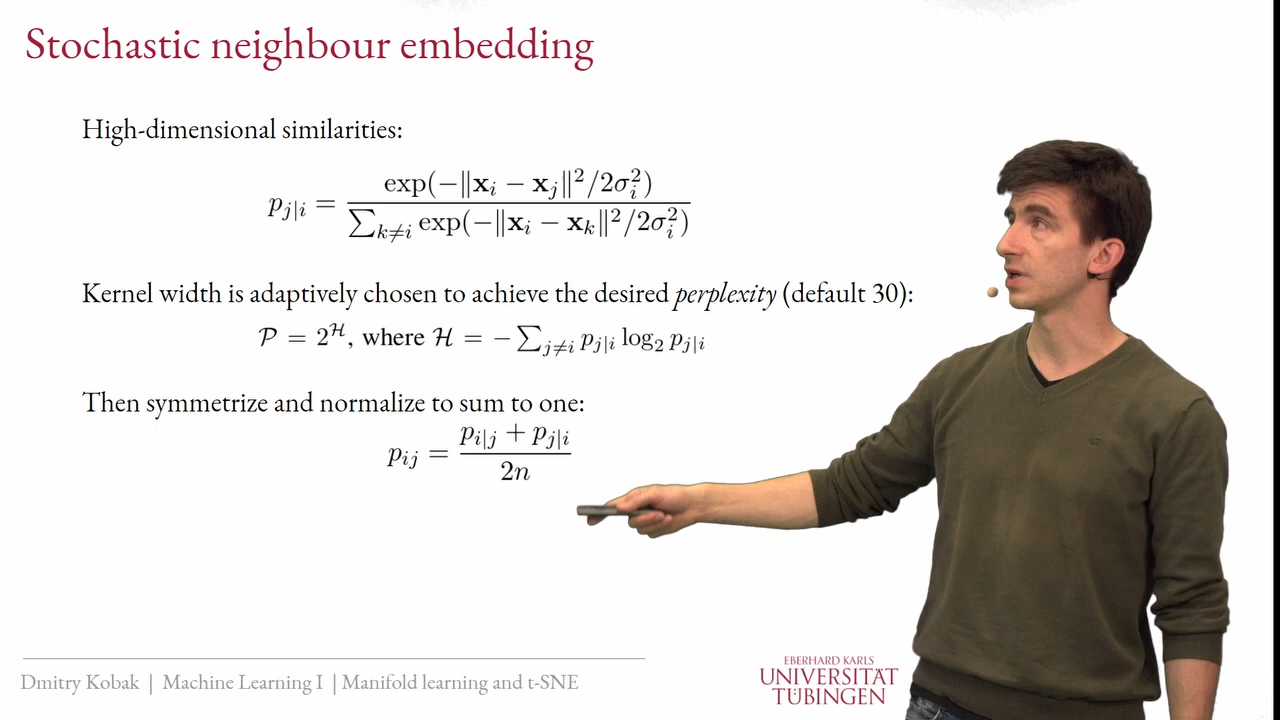 Stochastic neighbour embedding
High-dimensional similarities:
p_{j|i} = \frac{exp(−‖x_i − x_j‖²/2σ_i²)}{∑_{k≠i} exp(−‖x_i − x_k‖²/2σ_i²)}
Kernel width is adaptively chosen to achieve the desired perplexity (default 30):
𝒫 = 2^ℋ, where ℋ = −∑_{j≠i} p_{j|i} log₂ p_{j|i}
Then symmetrize and normalize to sum to one:
p_{ij} = \frac{p_{i|j} + p_{j|i}}{2n}
Dmitry Kobak | Machine Learning I | Manifold learning and t-SNE
EBERHARD KARLS
UNIVERSITÄT
TÜBINGEN